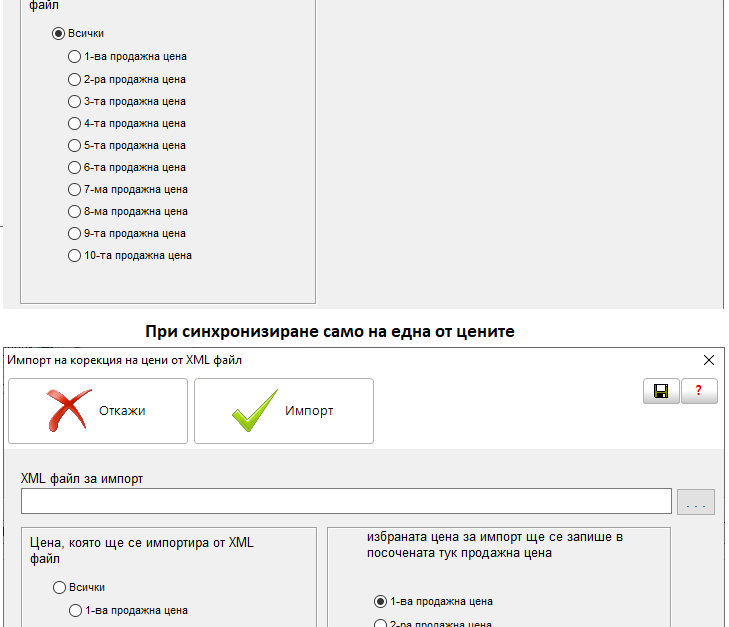 файл
Всички
1-ва продажна цена
2-ра продажна цена
3-та продажна цена
4-та продажна цена
5-та продажна цена
6-та продажна цена
7-ма продажна цена
8-ма продажна цена
9-та продажна цена
10-та продажна цена
При синхронизиране само на една от цените
Импорт на корекция на цени от XML файл
Откажи
Импорт
?
XML файл за импорт
...
Цена, която ще се импортира от XML
файл
Всички
1-ва продажна цена
избраната цена за импорт ще се запише в
посочената тук продажна цена
1-ва продажна цена
2-ра продажна цена